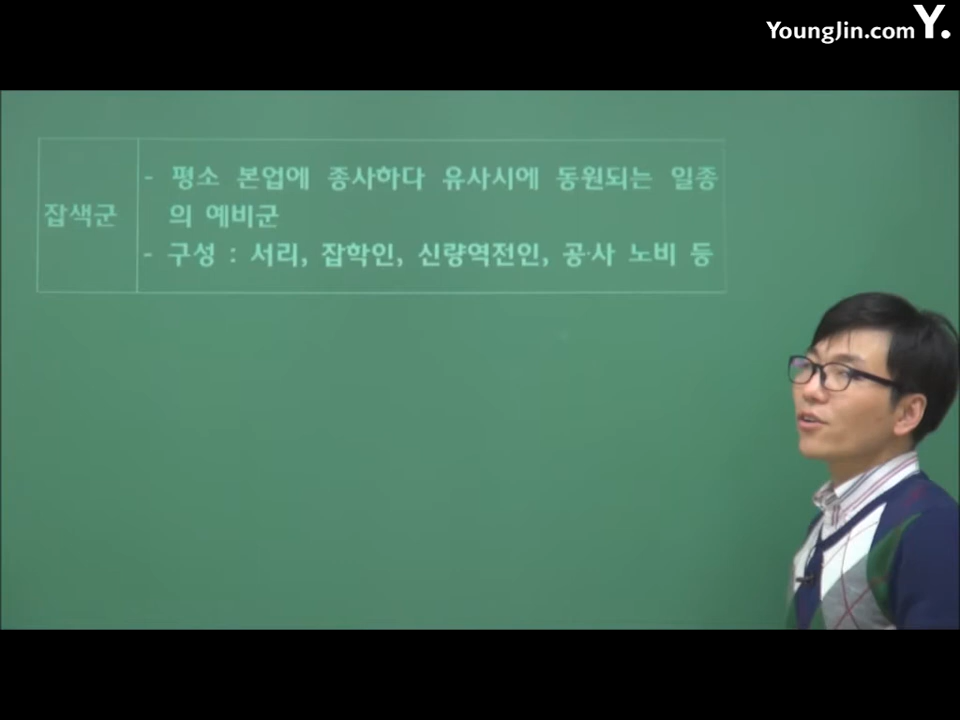 YoungJin.com Y.
- 평소 본업에 종사하다 유사시에 동원되는 일종
잡색군
의 예비군
- 구성 : 서리, 잡학인, 신량역전인, 공·사 노비 등